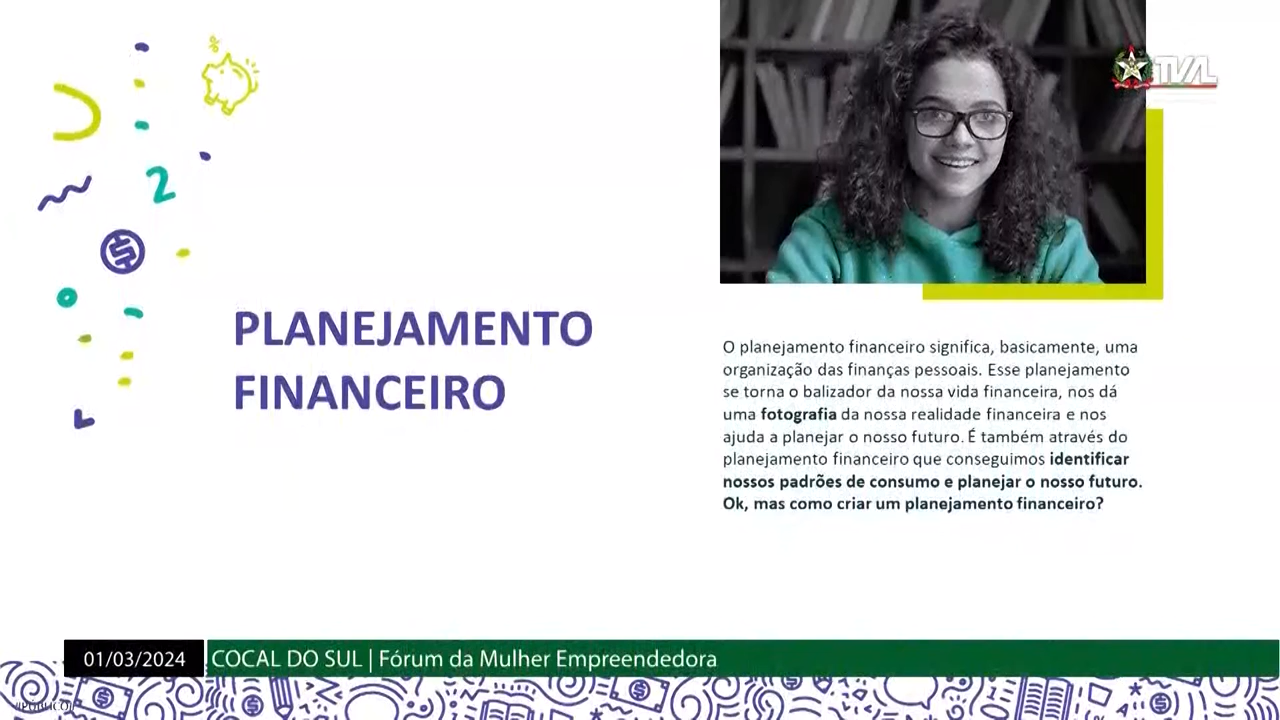 %
2
TVAL
PLANEJAMENTO
FINANCEIRO
O planejamento financeiro significa, basicamente, uma
organização das finanças pessoais. Esse planejamento
se torna o balizador da nossa vida financeira, nos dá
uma fotografia da nossa realidade financeira e nos
ajuda a planejar o nosso futuro. É também através do
planejamento financeiro que conseguimos identificar
nossos padrões de consumo e planejar o nosso futuro.
Ok, mas como criar um planejamento financeiro?
01/03/2024 COCAL DO SUL | Fórum da Mulher Empreendedora
#PÚBLICO#